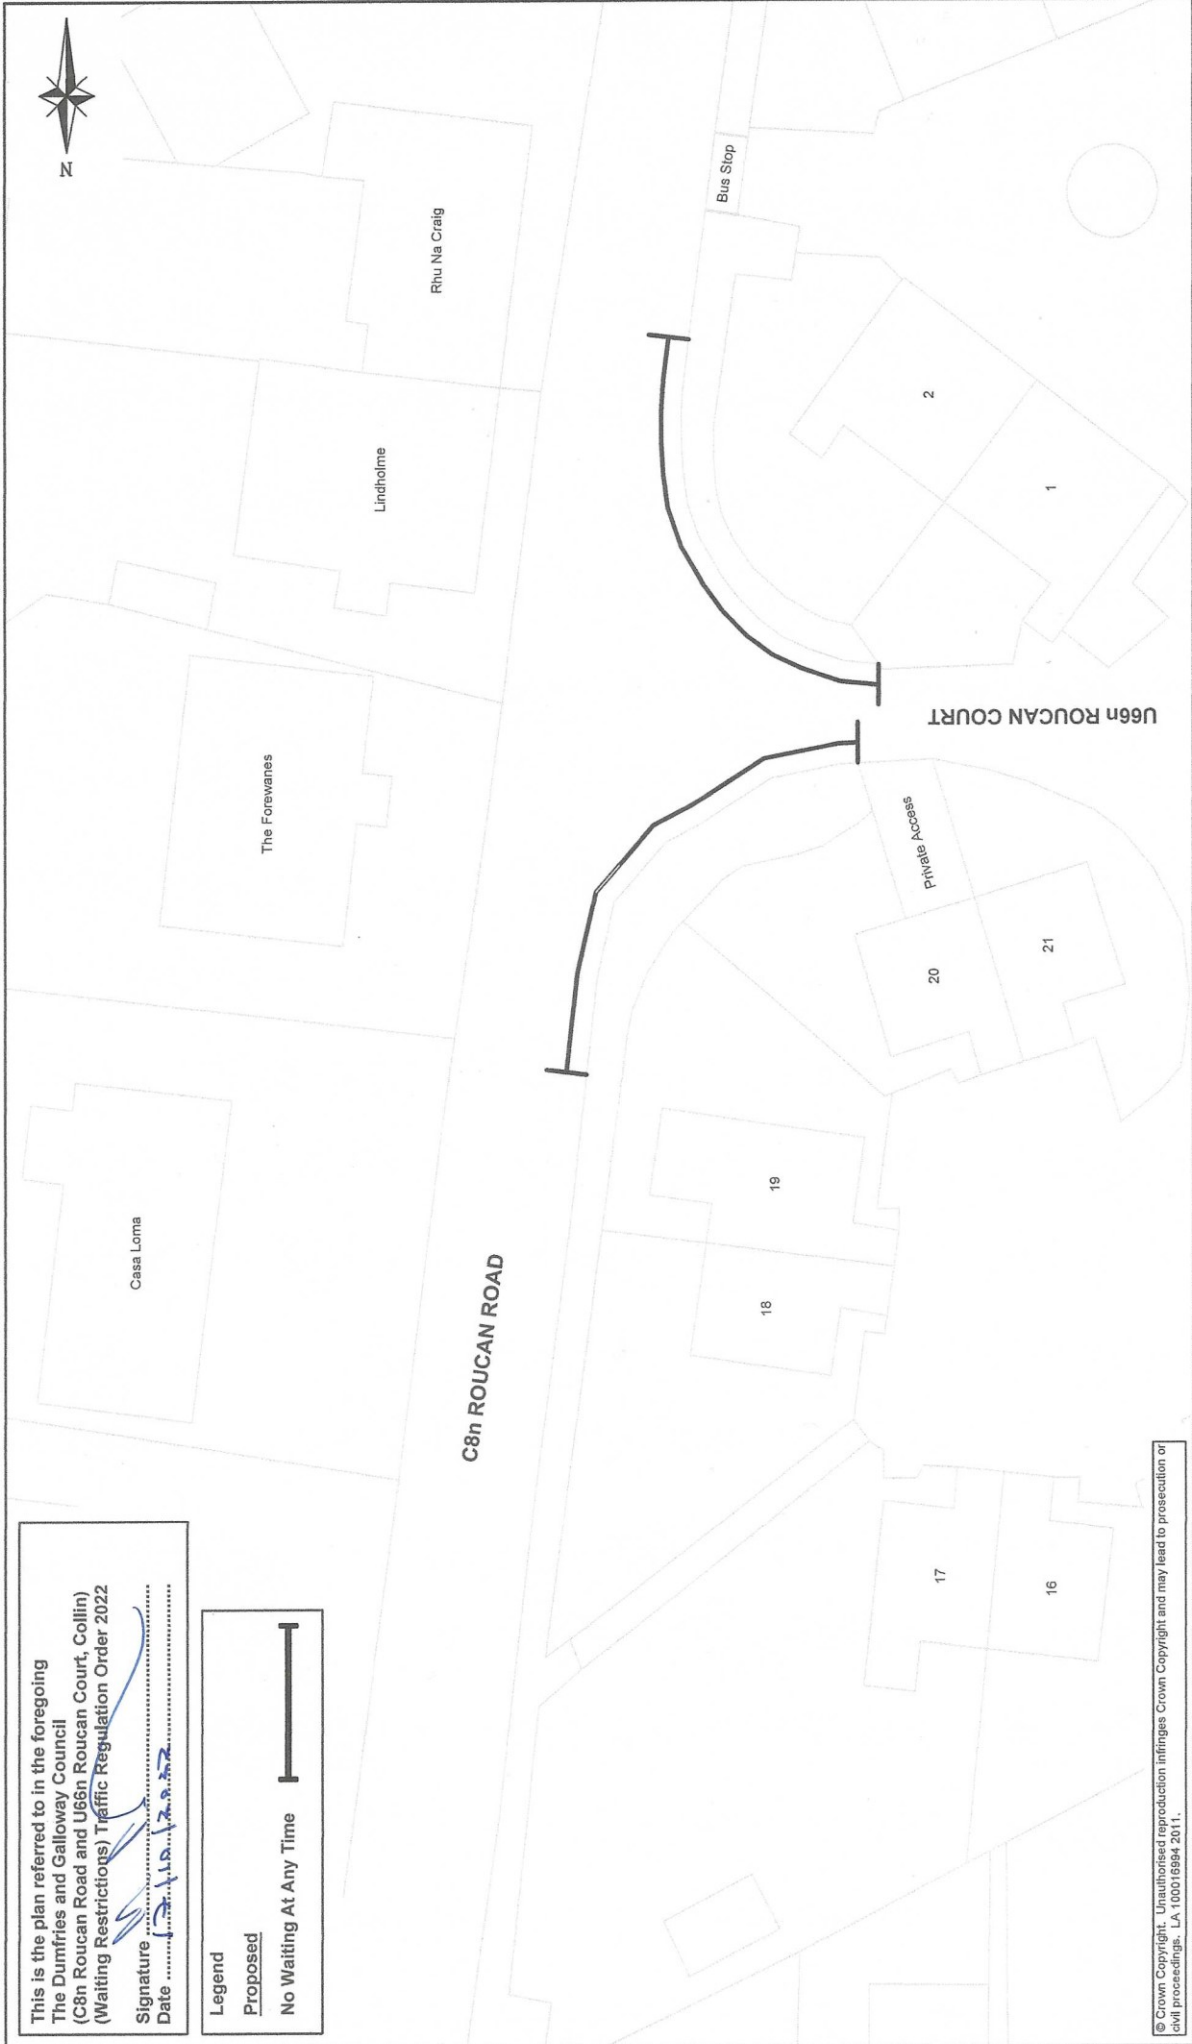 This is the plan referred to in the foregoing
The Dumfries and Galloway Council
(C8n Roucan Road and U66n Roucan Court, Collin)
(Waiting Restrictions) Traffic Regulation Order 2022
Signature
Date 17/10/2022
Legend
Proposed
No Waiting At Any Time
N
Casa Loma
The Forewanes
Lindholme
Rhu Na Craig
C8n ROUCAN ROAD
Bus Stop
U66n ROUCAN COURT
Private Access
17
16
18
19
20
21
2
1
© Crown Copyright. Unauthorised reproduction infringes Crown Copyright and may lead to prosecution or
civil proceedings. LA 100016994 2011.